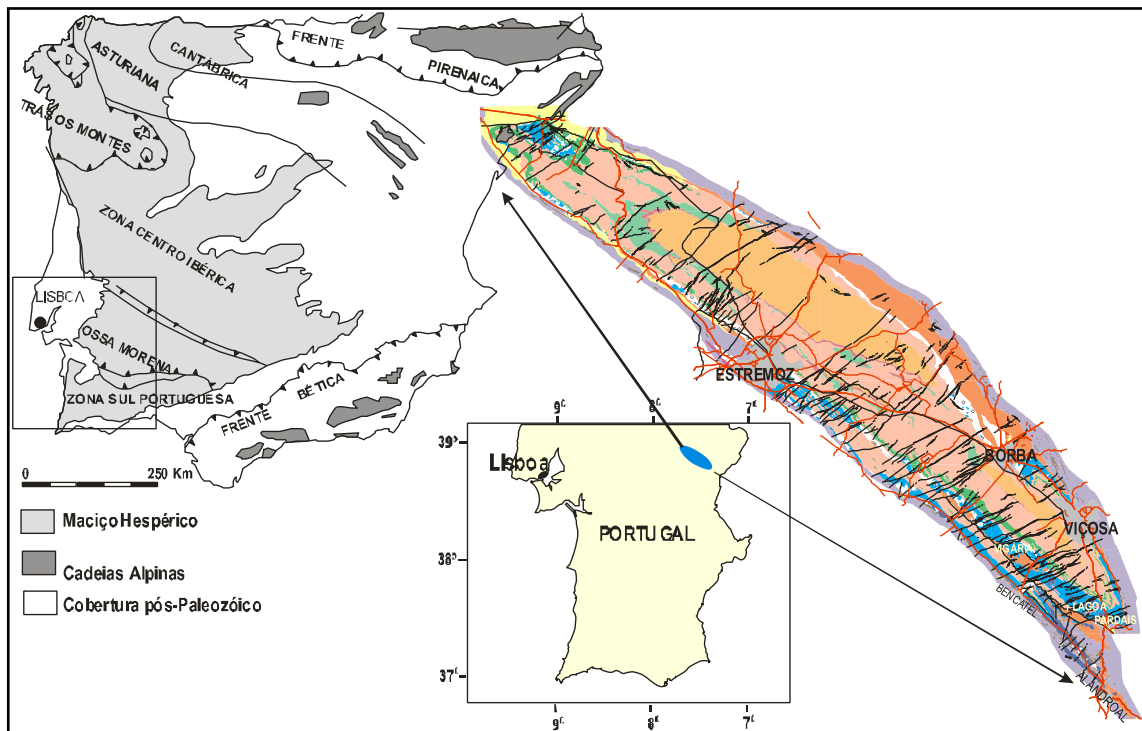 ASTURIANA
CANTÁBRICA
FRENTE
PIRENAICA
TRÁS OS MONTES
ZONA CENTRO IBÉRICA
LISBOA
OSSA MORENA
ZONA SUL PORTUGUESA
FRENTE
BÉTICA
0 250 Km
Maciço Hespérico
Cadeias Alpinas
Cobertura pós-Paleozóico
9 8 7
39
38
37
Lisboa
PORTUGAL
9 8 7
ESTREMOZ
BORBA
VIÇOSA
VIGÁRIA
BENCATEL
LAGOA
PARDAIS
ALANDROAL